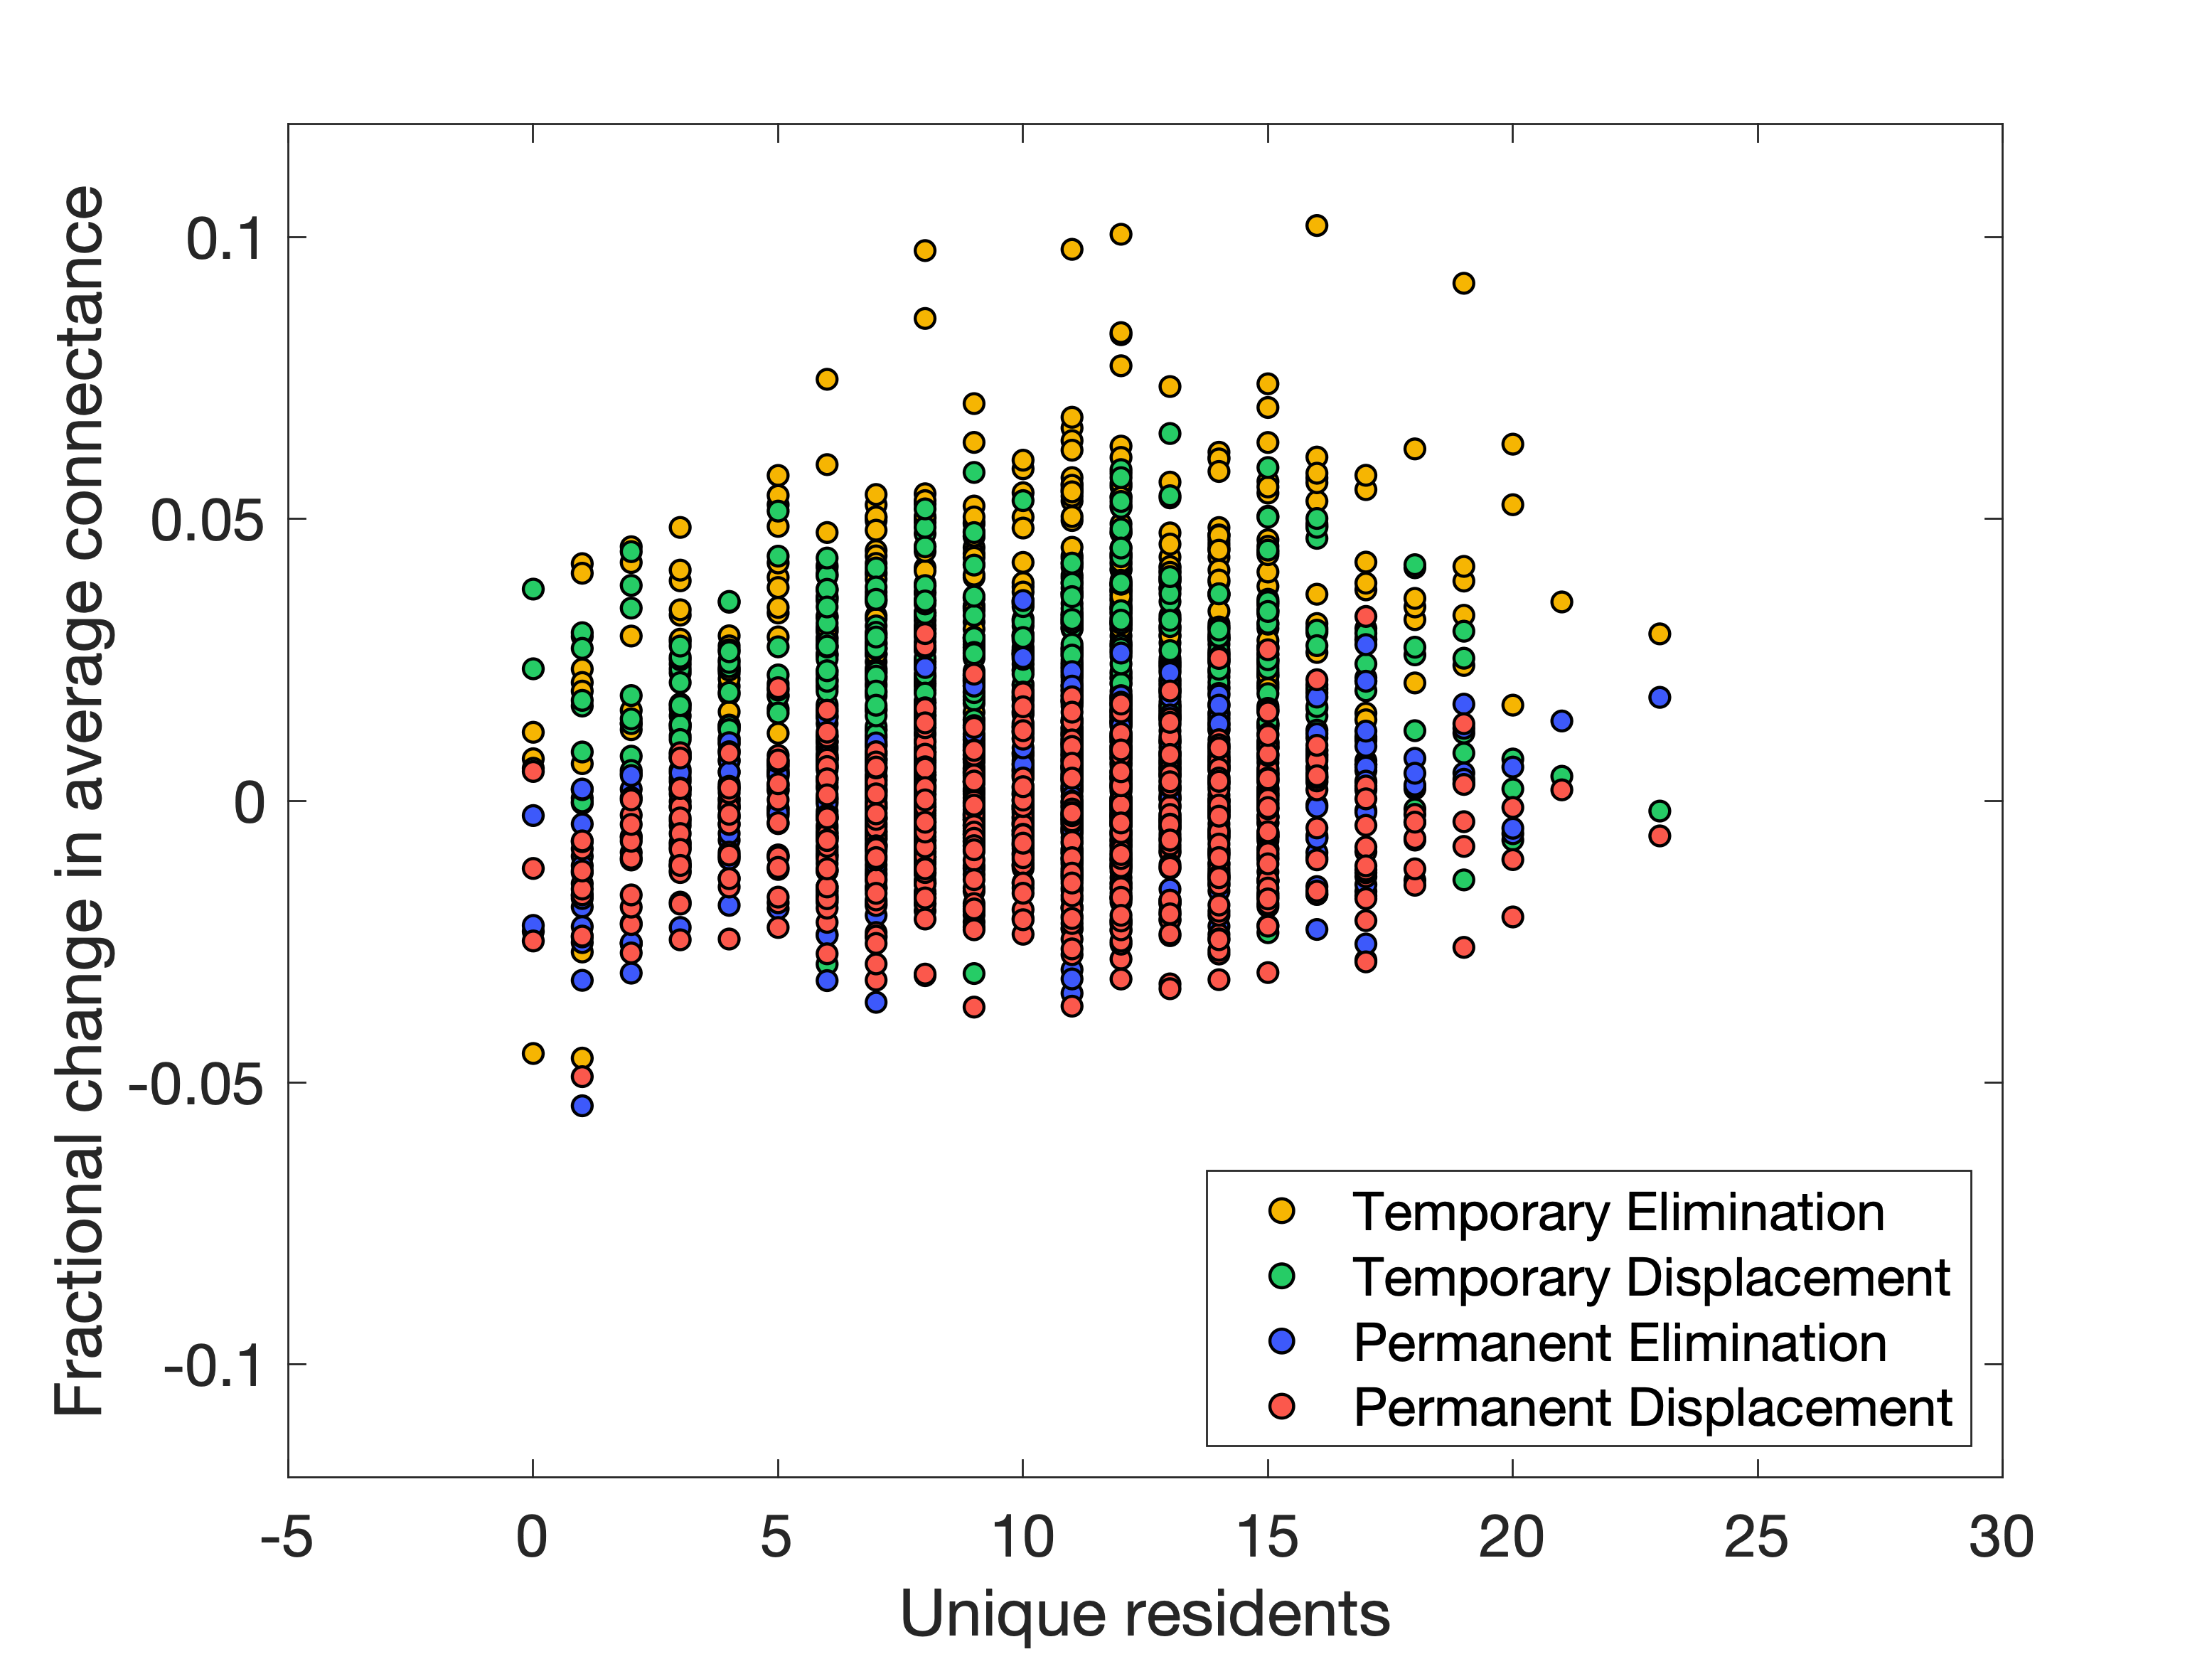 Fractional change in average connectance
0.1
0.05
0
-0.05
-0.1
Temporary Elimination
Temporary Displacement
Permanent Elimination
Permanent Displacement
-5 0 5 10 15 20 25 30
Unique residents